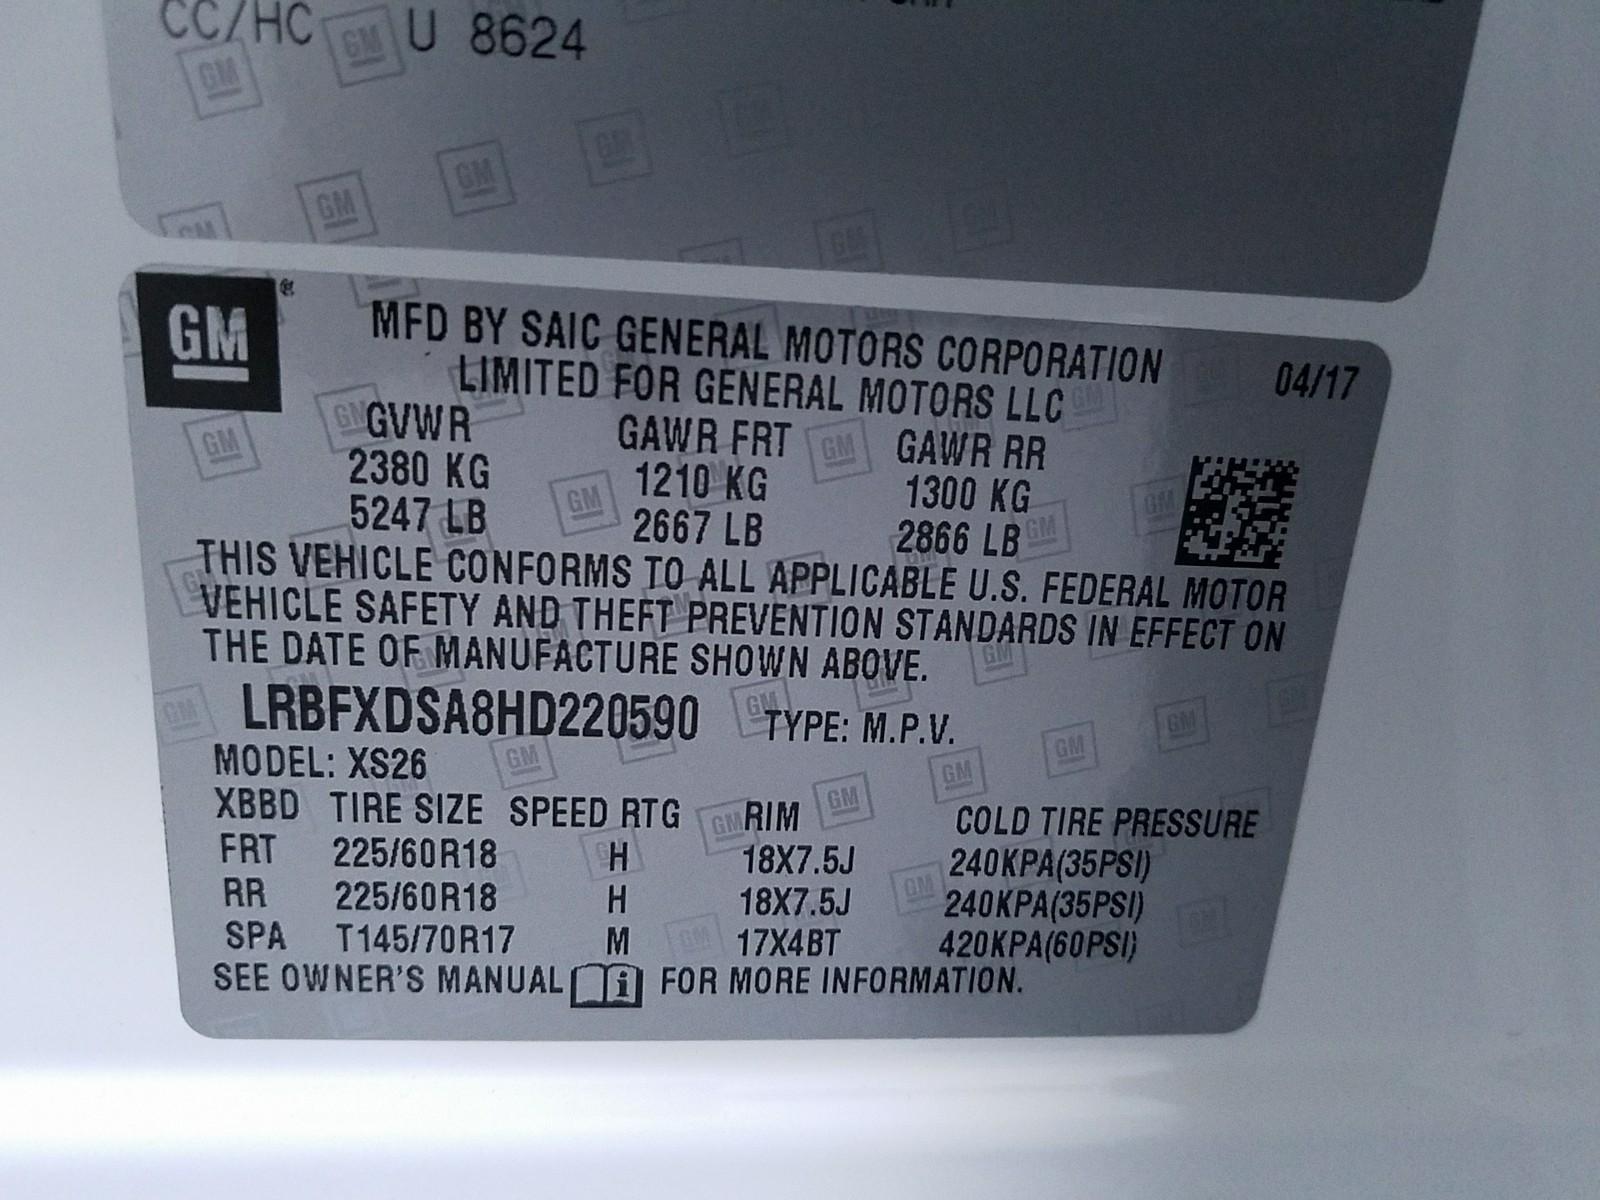 CC/HC U 8624
GM ®
MFD BY SAIC GENERAL MOTORS CORPORATION 04/17
LIMITED FOR GENERAL MOTORS LLC
GVWR GAWR FRT GAWR RR
2380 KG 1210 KG 1300 KG
5247 LB 2667 LB 2866 LB
THIS VEHICLE CONFORMS TO ALL APPLICABLE U.S. FEDERAL MOTOR
VEHICLE SAFETY AND THEFT PREVENTION STANDARDS IN EFFECT ON
THE DATE OF MANUFACTURE SHOWN ABOVE.
LRBFXDSA8HD220590 TYPE: M.P.V.
MODEL: XS26
XBBD TIRE SIZE SPEED RTG RIM COLD TIRE PRESSURE
FRT 225/60R18 H 18X7.5J 240KPA(35PSI)
RR 225/60R18 H 18X7.5J 240KPA(35PSI)
SPA T145/70R17 M 17X4BT 420KPA(60PSI)
SEE OWNER'S MANUAL i FOR MORE INFORMATION.